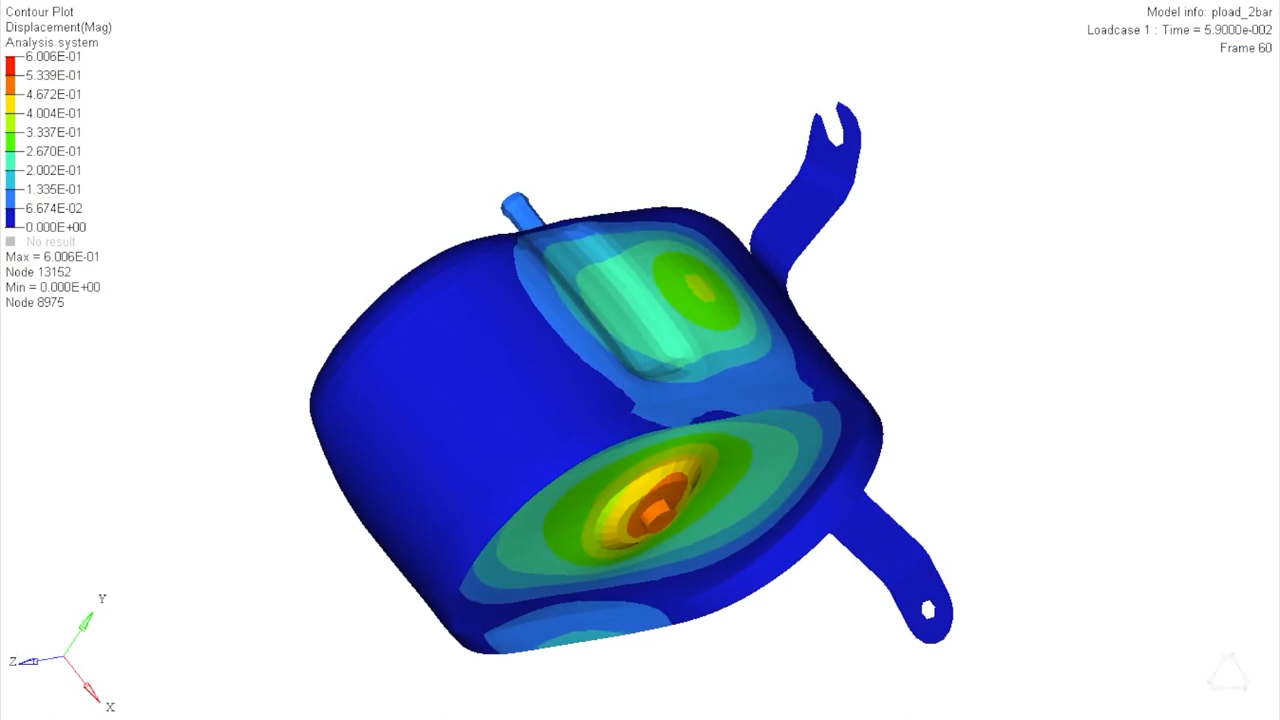 Contour Plot
Displacement(Mag)
Analysis system
6.006E-01
5.339E-01
4.672E-01
4.004E-01
3.337E-01
2.670E-01
2.002E-01
1.335E-01
6.674E-02
0.000E+00
No result
Max = 6.006E-01
Node 13152
Min = 0.000E+00
Node 8975
Model info: pload_2bar
Loadcase 1 : Time = 5.9000e-002
Frame 60
Y
Z
X